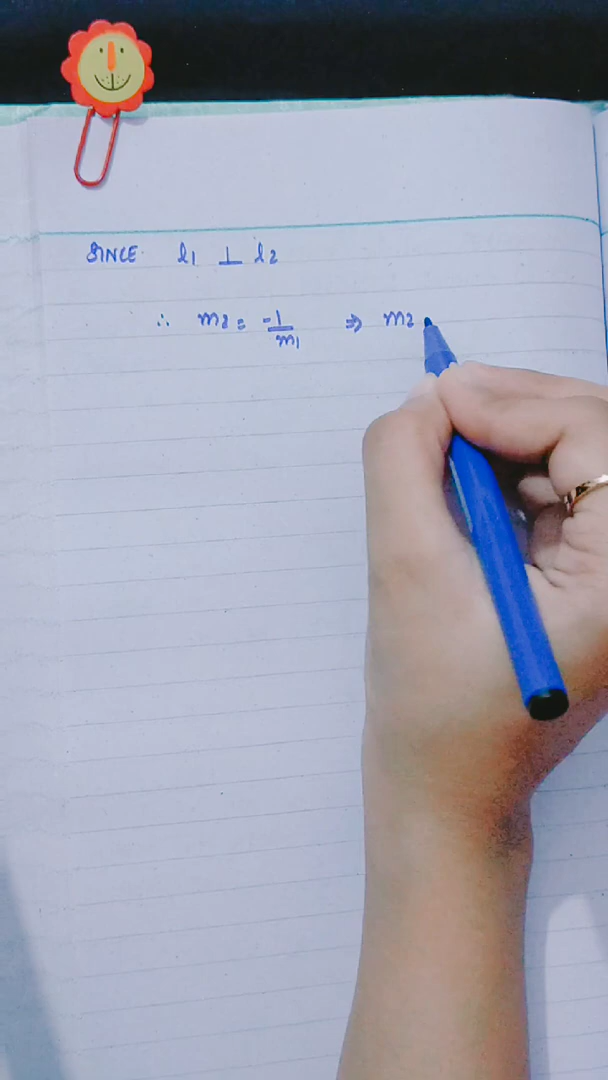 SINCE l1 ⊥ l2
∴ m2 = -1/m1 ⇒ m2